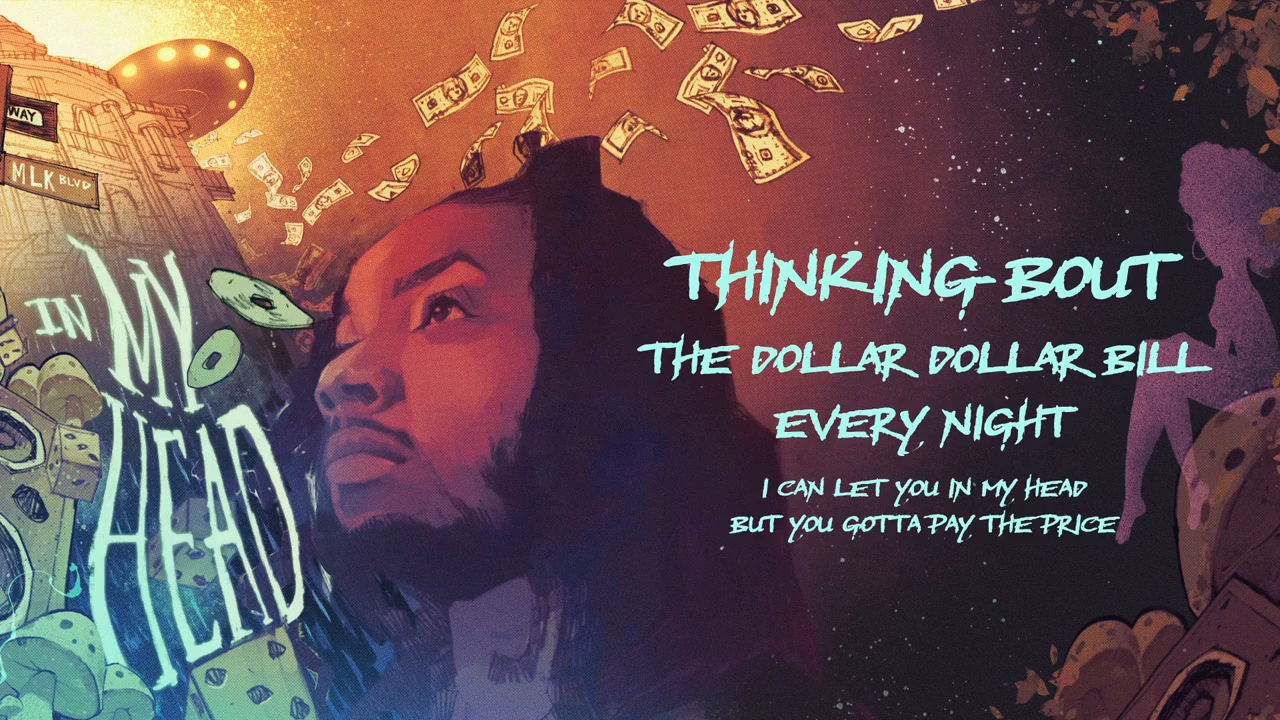 WAY
MLK BLVD
IN MY
HEAD
THINKING BOUT
THE DOLLAR DOLLAR BILL
EVERY NIGHT
I CAN LET YOU IN MY HEAD
BUT YOU GOTTA PAY THE PRICE